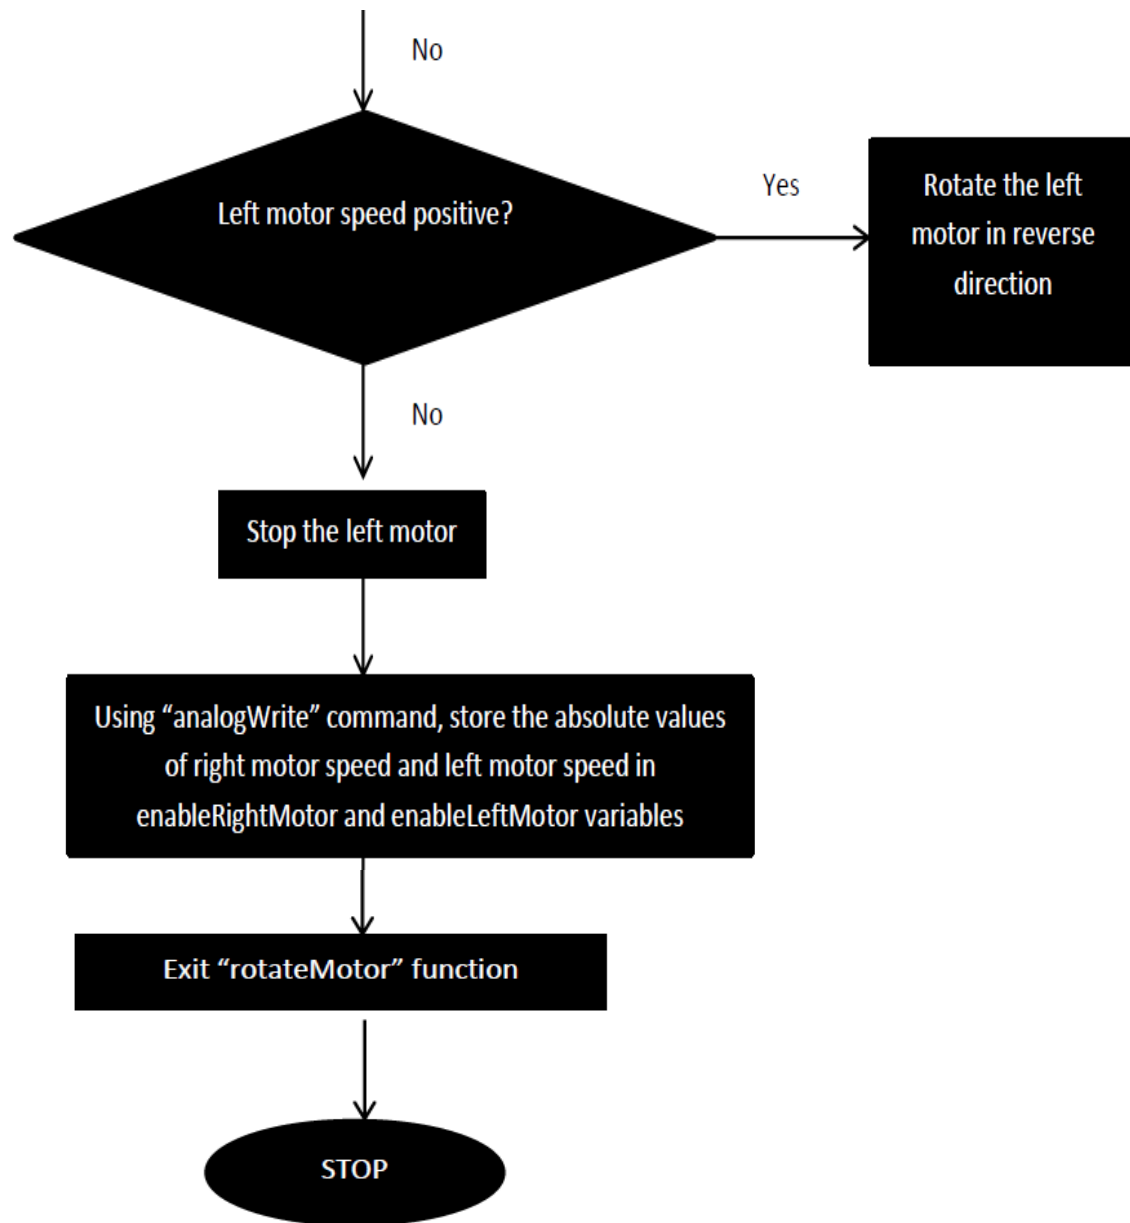 No
Left motor speed positive?
Yes
Rotate the left
motor in reverse
direction
No
Stop the left motor
Using “analogWrite” command, store the absolute values
of right motor speed and left motor speed in
enableRightMotor and enableLeftMotor variables
Exit “rotateMotor” function
STOP